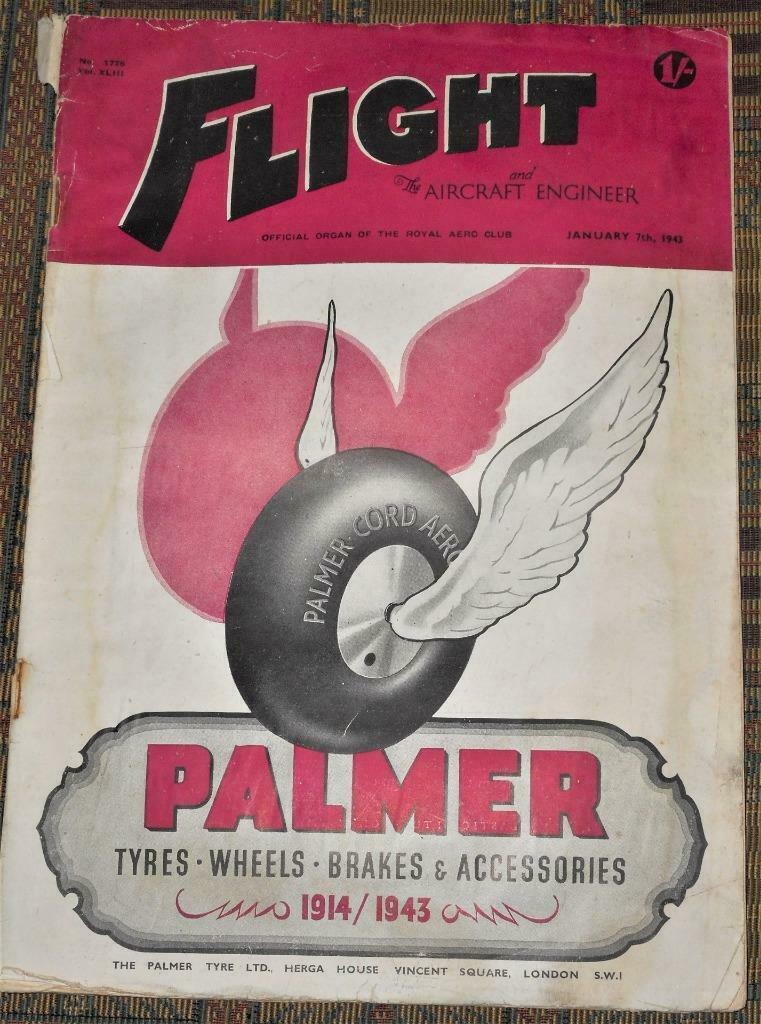 No. 1776
Vol. XLIII
1/-
FLIGHT
and
The AIRCRAFT ENGINEER
OFFICIAL ORGAN OF THE ROYAL AERO CLUB
JANUARY 7th, 1943
PALMER CORD AERO
PALMER
TYRES · WHEELS · BRAKES & ACCESSORIES
1914/1943
THE PALMER TYRE LTD., HERGA HOUSE VINCENT SQUARE, LONDON S.W.1